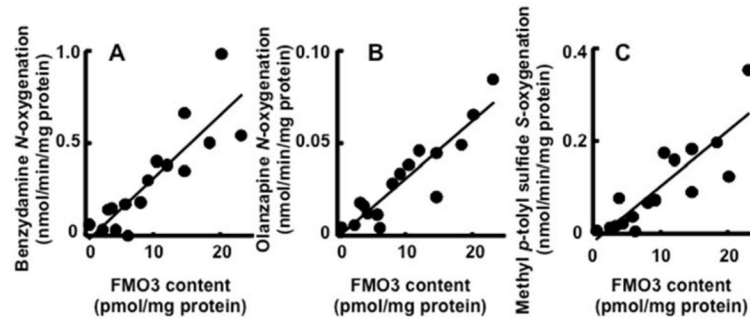 A
Benzydamine N-oxygenation
(nmol/min/mg protein)
1.0
0.5
0
0 10 20
FMO3 content
(pmol/mg protein)
B
Olanzapine N-oxygenation
(nmol/min/mg protein)
0.10
0.05
0
0 10 20
FMO3 content
(pmol/mg protein)
C
Methyl p-tolyl sulfide S-oxygenation
(nmol/min/mg protein)
0.4
0.2
0
0 10 20
FMO3 content
(pmol/mg protein)